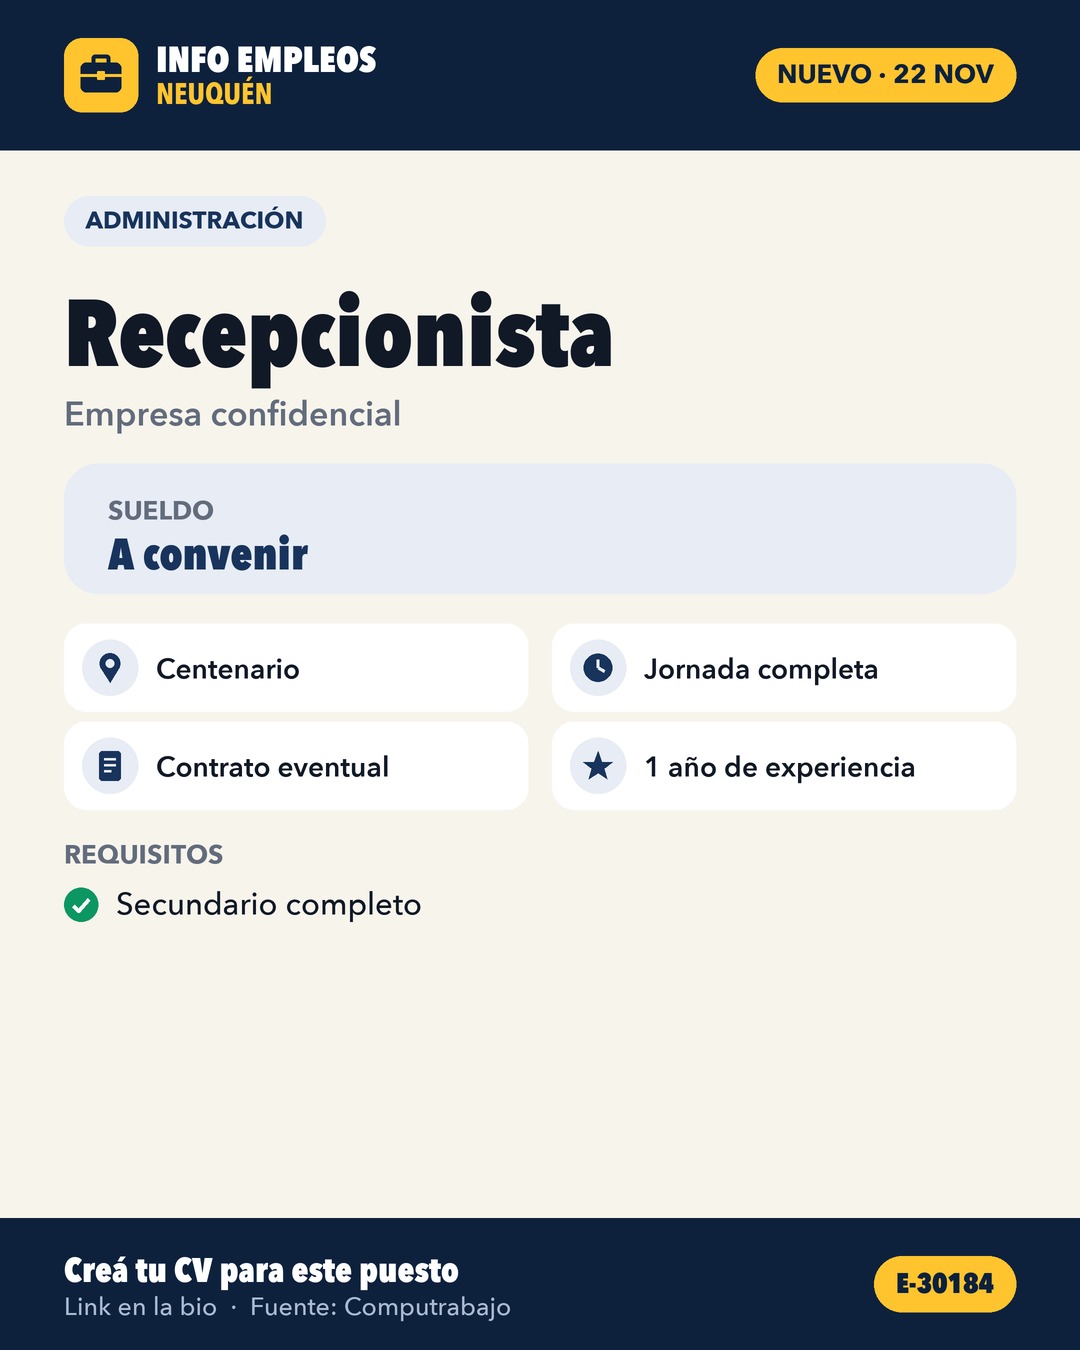 INFO EMPLEOS
NEUQUÉN
NUEVO · 22 NOV
ADMINISTRACIÓN
Recepcionista
Empresa confidencial
SUELDO
A convenir
Centenario
Jornada completa
Contrato eventual
1 año de experiencia
REQUISITOS
Secundario completo
Creá tu CV para este puesto
Link en la bio · Fuente: Computrabajo
E-30184